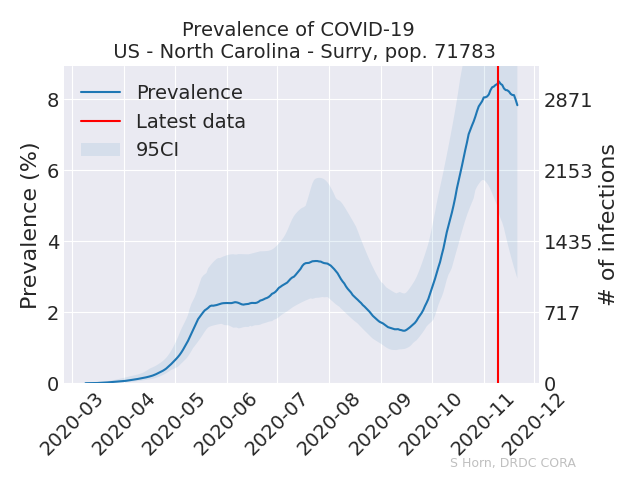 Prevalence of COVID-19
US - North Carolina - Surry, pop. 71783
Prevalence
Latest data
95CI
Prevalence (%)
8
6
4
2
0
2871
2153
1435
717
0
# of infections
2020-03
2020-04
2020-05
2020-06
2020-07
2020-08
2020-09
2020-10
2020-11
2020-12
S Horn, DRDC CORA